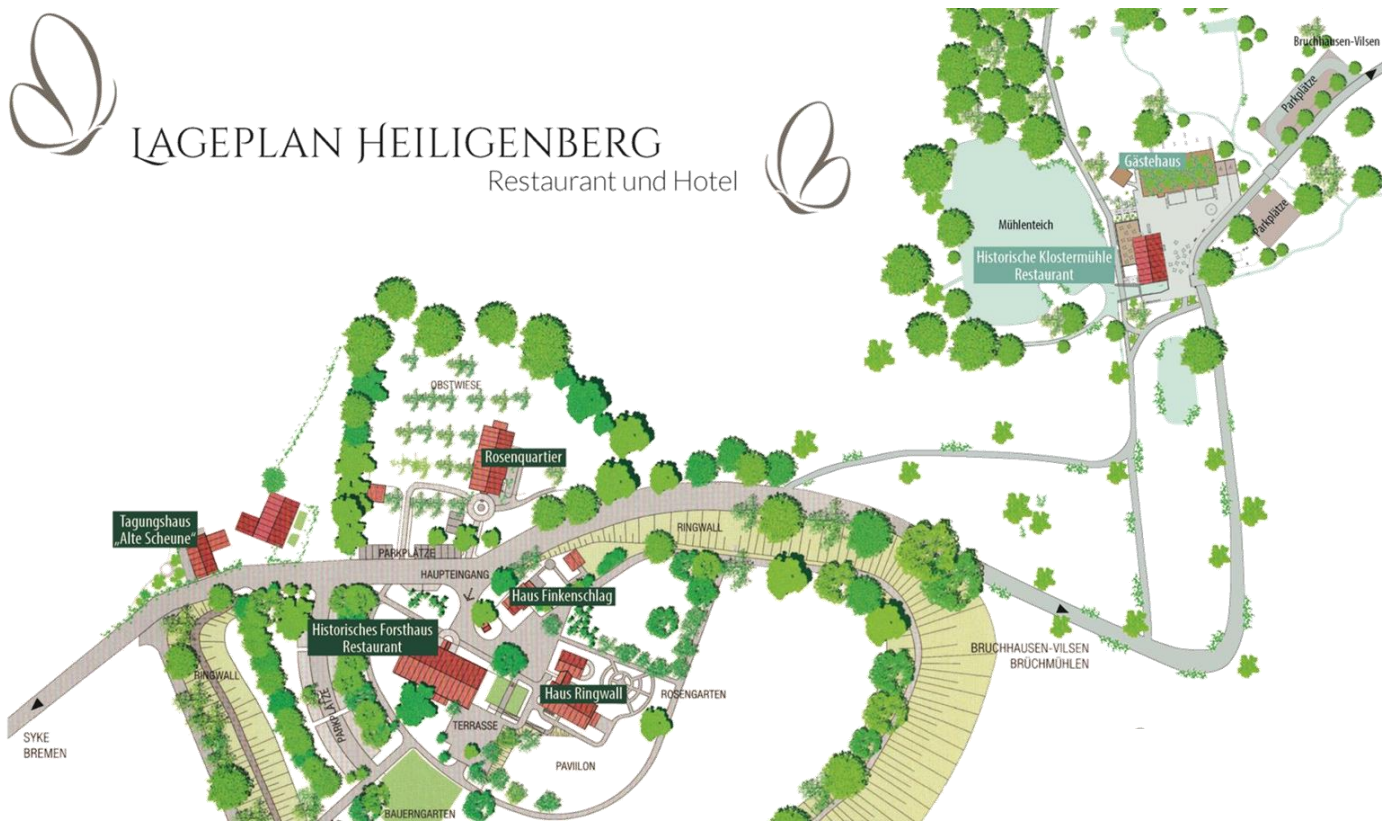 LAGEPLAN HEILIGENBERG
Restaurant und Hotel
Bruchhausen-Vilsen
Parkplätze
Gästehaus
Parkplätze
Mühlenteich
Historische Klostermühle
Restaurant
OBSTWIESE
Rosenquartier
Tagungshaus
„Alte Scheune“
RINGWALL
PARKPLÄTZE
HAUPTEINGANG
Haus Finkenschlag
Historisches Forsthaus
Restaurant
BRUCHHAUSEN-VILSEN
BRÜCHMÜHLEN
RINGWALL
Haus Ringwall
ROSENGARTEN
PARKPLÄTZE
TERRASSE
SYKE
BREMEN
PAVIILON
BAUERNGARTEN